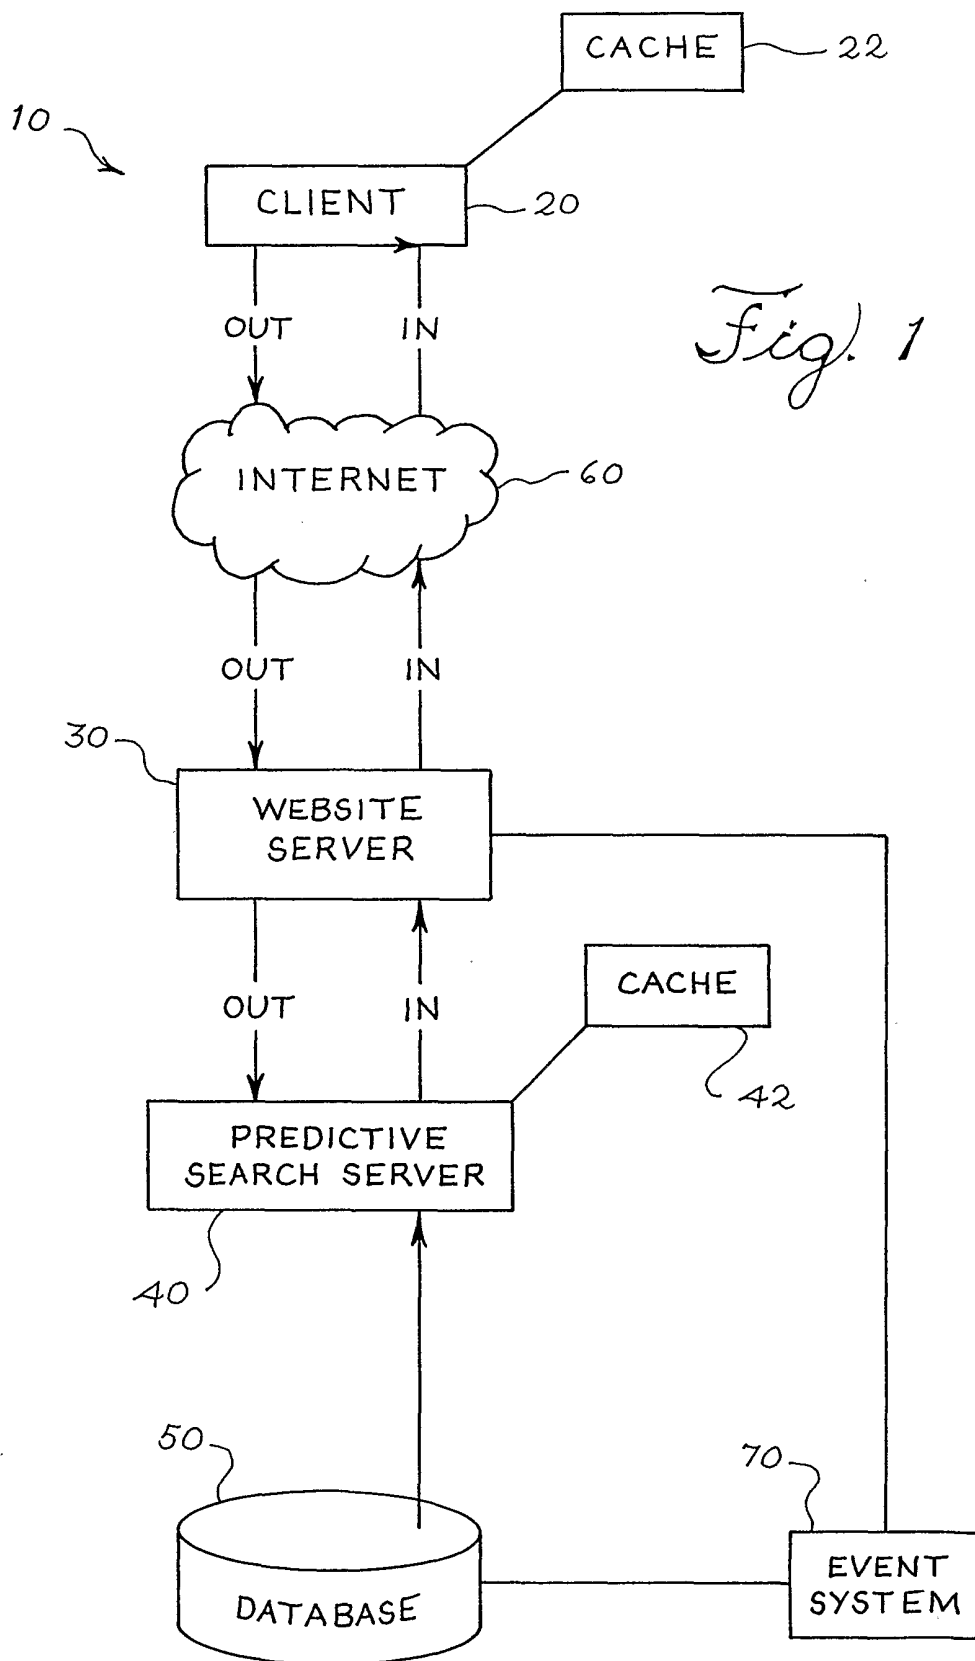 CACHE
22
10
CLIENT
20
OUT
IN
Fig. 1
INTERNET
60
OUT
IN
30
WEBSITE
SERVER
CACHE
OUT
IN
42
PREDICTIVE
SEARCH SERVER
40
50
70
DATABASE
EVENT
SYSTEM